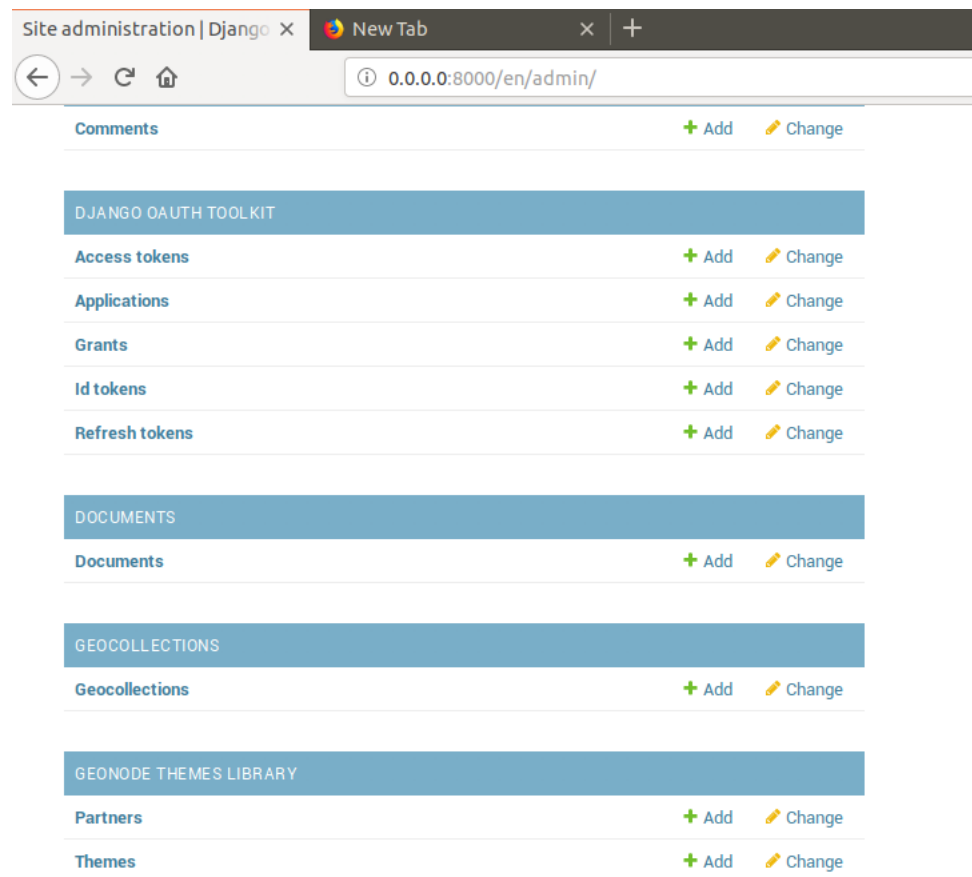 Site administration | Django New Tab
0.0.0.0:8000/en/admin/
Comments Add Change
DJANGO OAUTH TOOLKIT
Access tokens Add Change
Applications Add Change
Grants Add Change
Id tokens Add Change
Refresh tokens Add Change
DOCUMENTS
Documents Add Change
GEOCOLLECTIONS
Geocollections Add Change
GEONODE THEMES LIBRARY
Partners Add Change
Themes Add Change